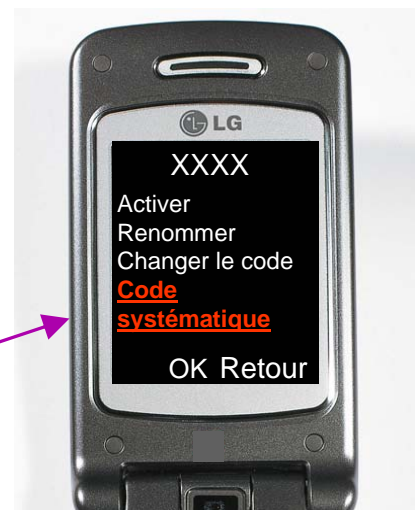 LG
XXXX
Activer
Renommer
Changer le code
Code
systématique
OK Retour